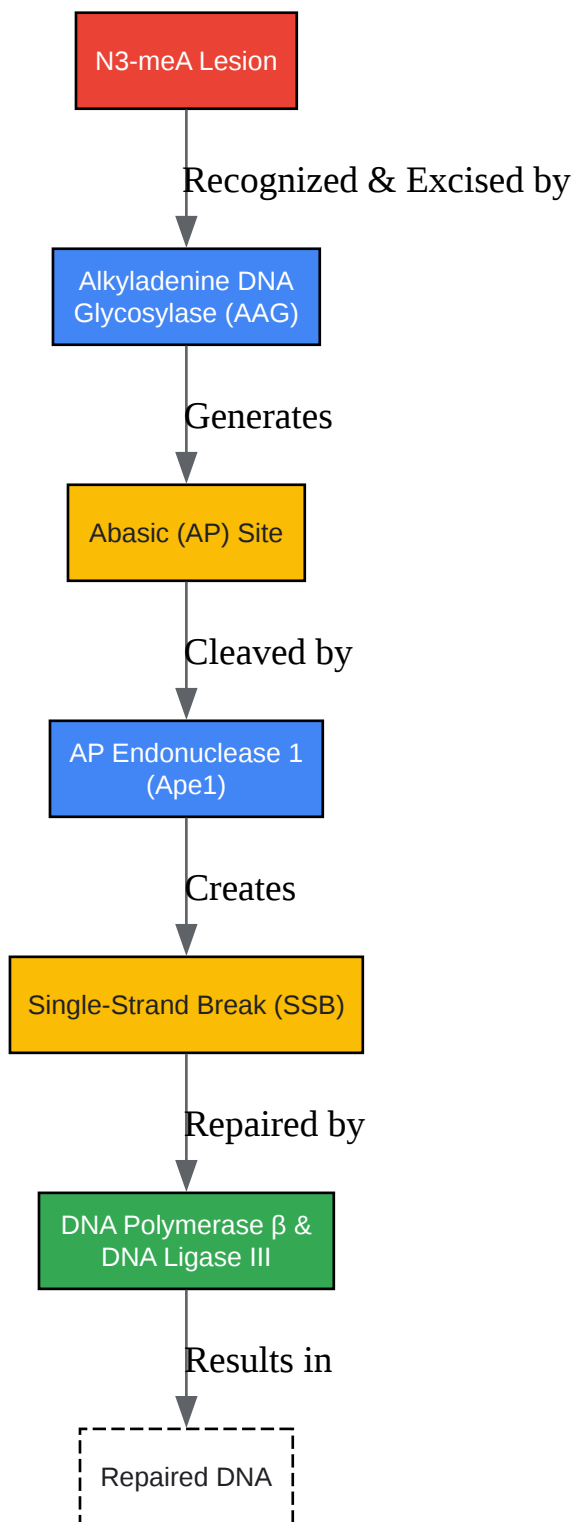 N3-meA Lesion
Recognized & Excised by
Alkyladenine DNA
Glycosylase (AAG)
Generates
Abasic (AP) Site
Cleaved by
AP Endonuclease 1
(Ape1)
Creates
Single-Strand Break (SSB)
Repaired by
DNA Polymerase β &
DNA Ligase III
Results in
Repaired DNA